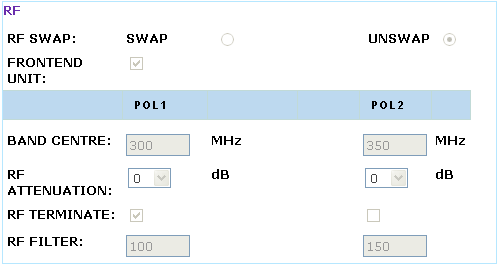 RF
RF SWAP: SWAP UNSWAP
FRONTEND
UNIT:
POL1 POL2
BAND CENTRE: 300 MHz 350 MHz
RF
ATTENUATION: 0 dB 0 dB
RF TERMINATE:
RF FILTER: 100 150